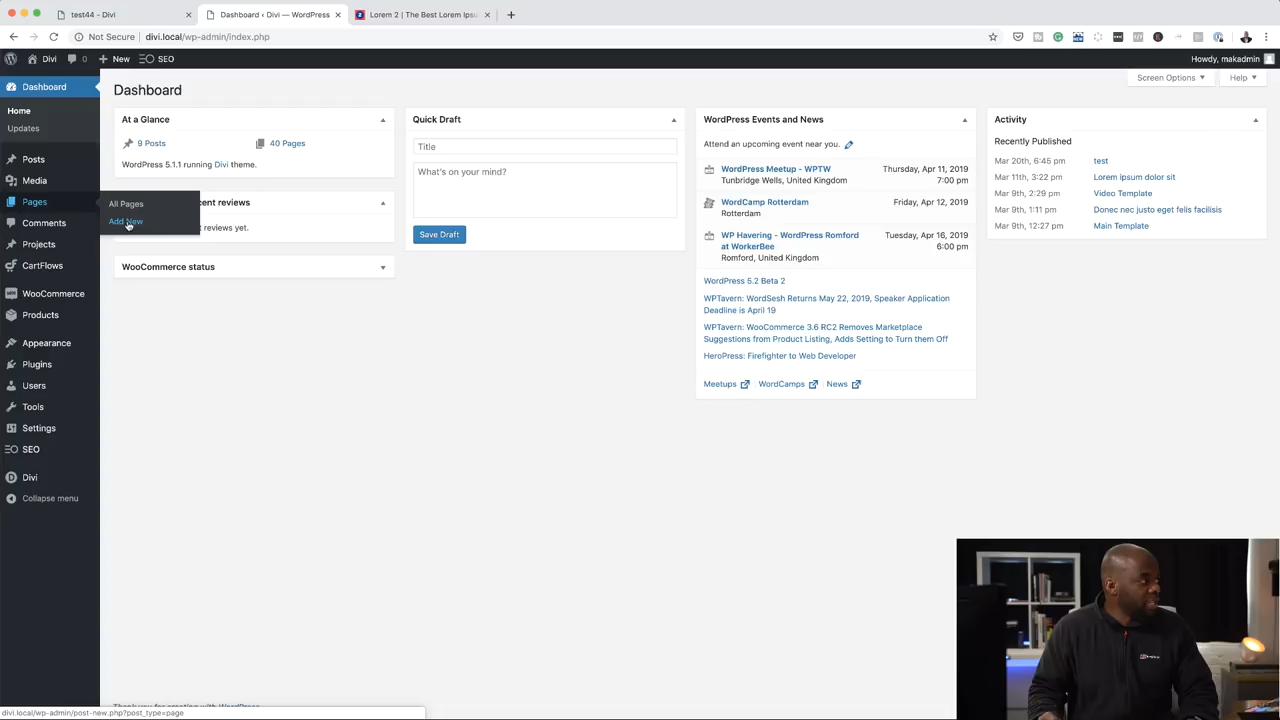 test44 - Divi
Dashboard ‹ Divi — WordPress
Lorem 2 | The Best Lorem Ipsu
Not Secure
divi.local/wp-admin/index.php
Divi
0
New
SEO
Howdy, makadmin
Dashboard
Home
Updates
Posts
Media
Pages
Comments
Projects
CartFlows
WooCommerce
Products
Appearance
Plugins
Users
Tools
Settings
SEO
Divi
Collapse menu
All Pages
Add New
Dashboard
Screen Options
Help
At a Glance
9 Posts
40 Pages
WordPress 5.1.1 running Divi theme.
cent reviews
t reviews yet.
WooCommerce status
Quick Draft
Title
What's on your mind?
Save Draft
WordPress Events and News
Attend an upcoming event near you.
WordPress Meetup - WPTW
Thursday, Apr 11, 2019
Tunbridge Wells, United Kingdom
7:00 pm
WordCamp Rotterdam
Friday, Apr 12, 2019
Rotterdam
WP Havering - WordPress Romford
Tuesday, Apr 16, 2019
at WorkerBee
6:00 pm
Romford, United Kingdom
WordPress 5.2 Beta 2
WPTavern: WordSesh Returns May 22, 2019, Speaker Application
Deadline is April 19
WPTavern: WooCommerce 3.6 RC2 Removes Marketplace
Suggestions from Product Listing, Adds Setting to Turn them Off
HeroPress: Firefighter to Web Developer
Meetups
WordCamps
News
Activity
Recently Published
Mar 20th, 6:45 pm
test
Mar 11th, 3:22 pm
Lorem ipsum dolor sit
Mar 9th, 2:29 pm
Video Template
Mar 9th, 1:11 pm
Donec nec justo eget felis facilisis
Mar 9th, 12:27 pm
Main Template
divi.local/wp-admin/post-new.php?post_type=page